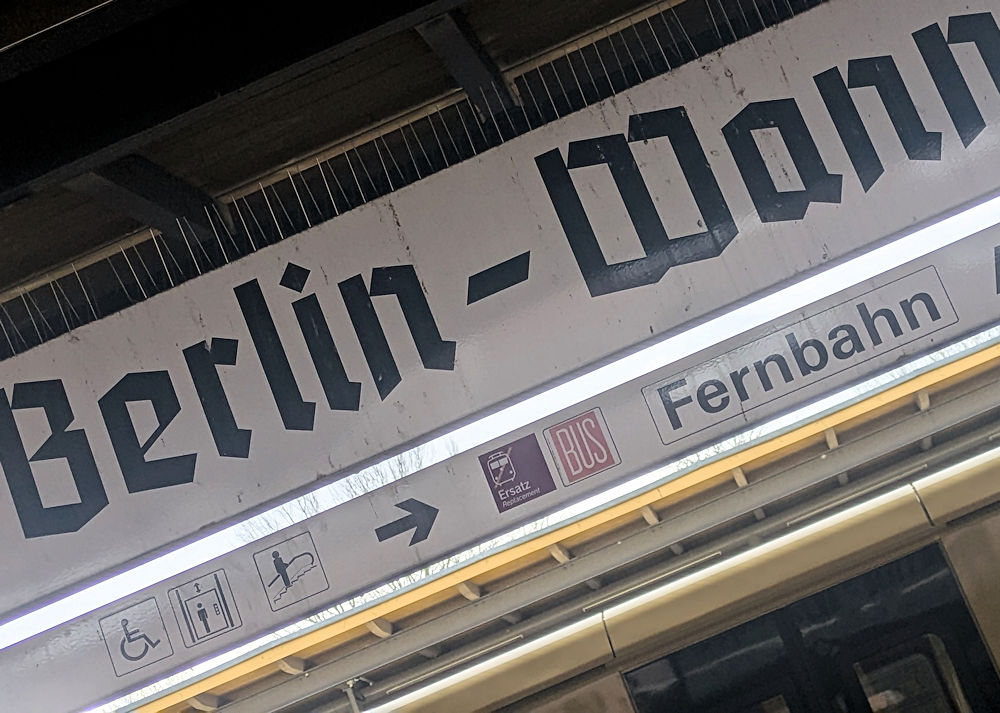 Berlin-Wann
Ersatz
Replacement
BUS
Fernbahn